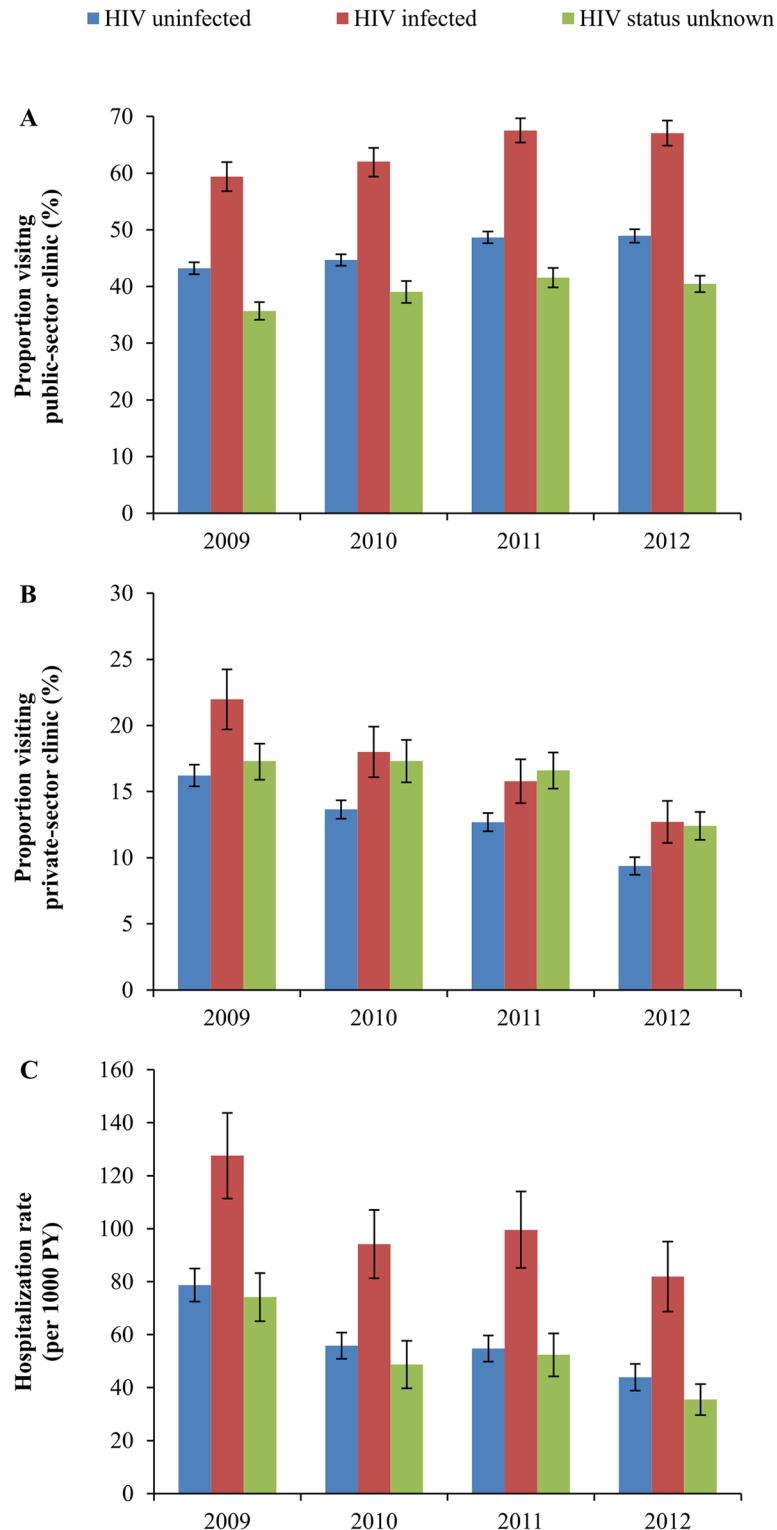 HIV uninfected HIV infected HIV status unknown
A
Proportion visitng
public-sector clinic (%)
70
60
50
40
30
20
10
0
2009 2010 2011 2012
B
Proportion visiting
private-sector clinic (%)
30
25
20
15
10
5
0
2009 2010 2011 2012
C
Hospitalization rate
(per 1000 PY)
160
140
120
100
80
60
40
20
0
2009 2010 2011 2012